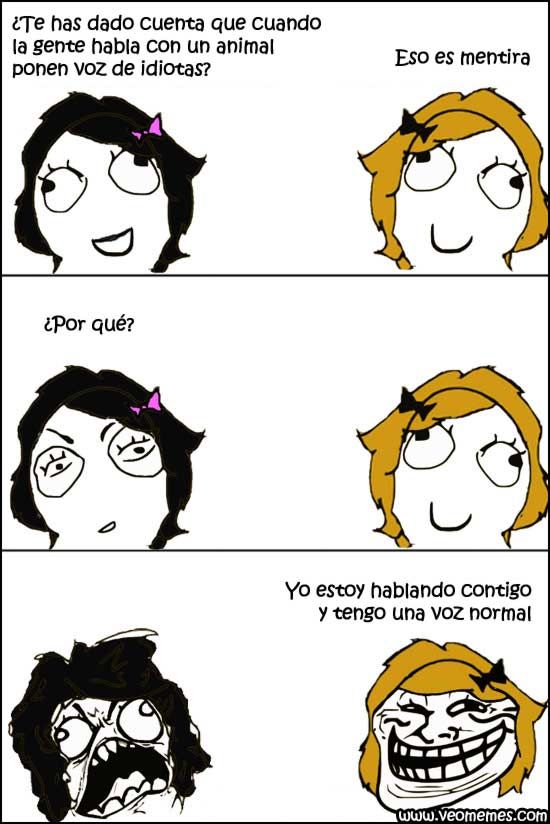 ¿Te has dado cuenta que cuando
la gente habla con un animal
ponen voz de idiotas?
Eso es mentira
¿Por qué?
Yo estoy hablando contigo
y tengo una voz normal
www.veomemes.com